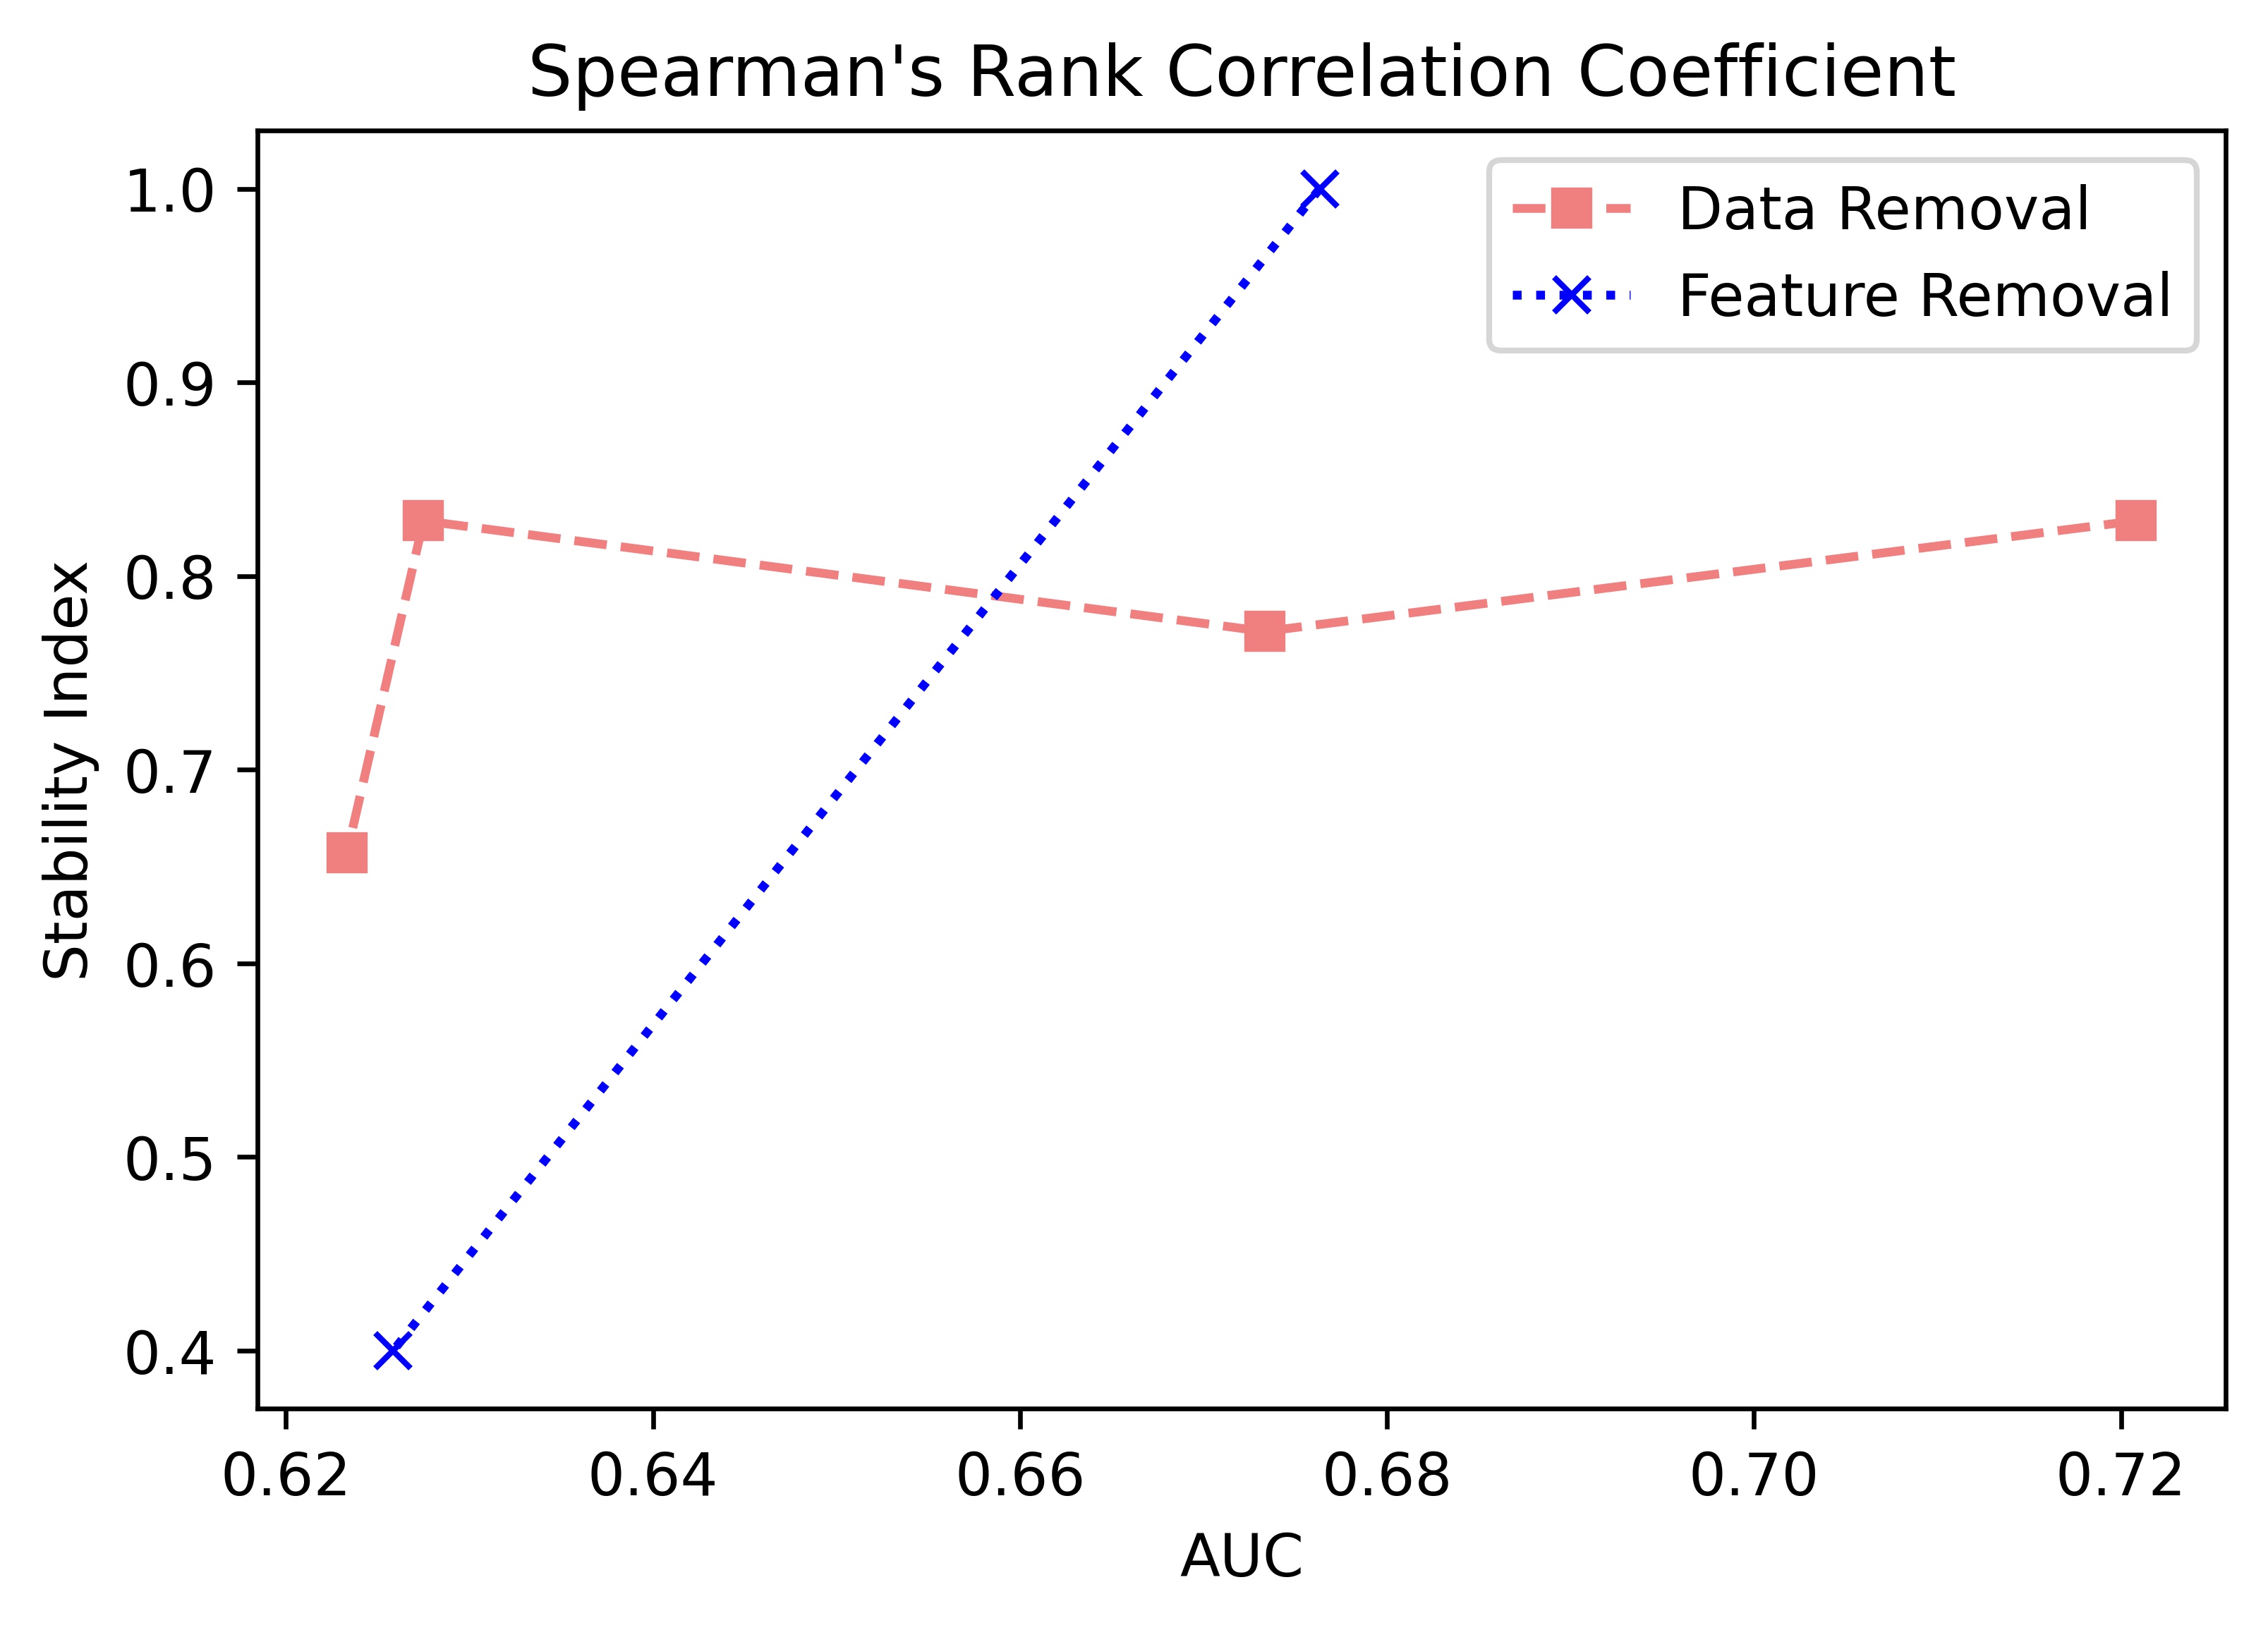 Spearman's Rank Correlation Coefficient
Data Removal
Feature Removal
1.0
0.9
0.8
0.7
0.6
0.5
0.4
Stability Index
0.62 0.64 0.66 0.68 0.70 0.72
AUC